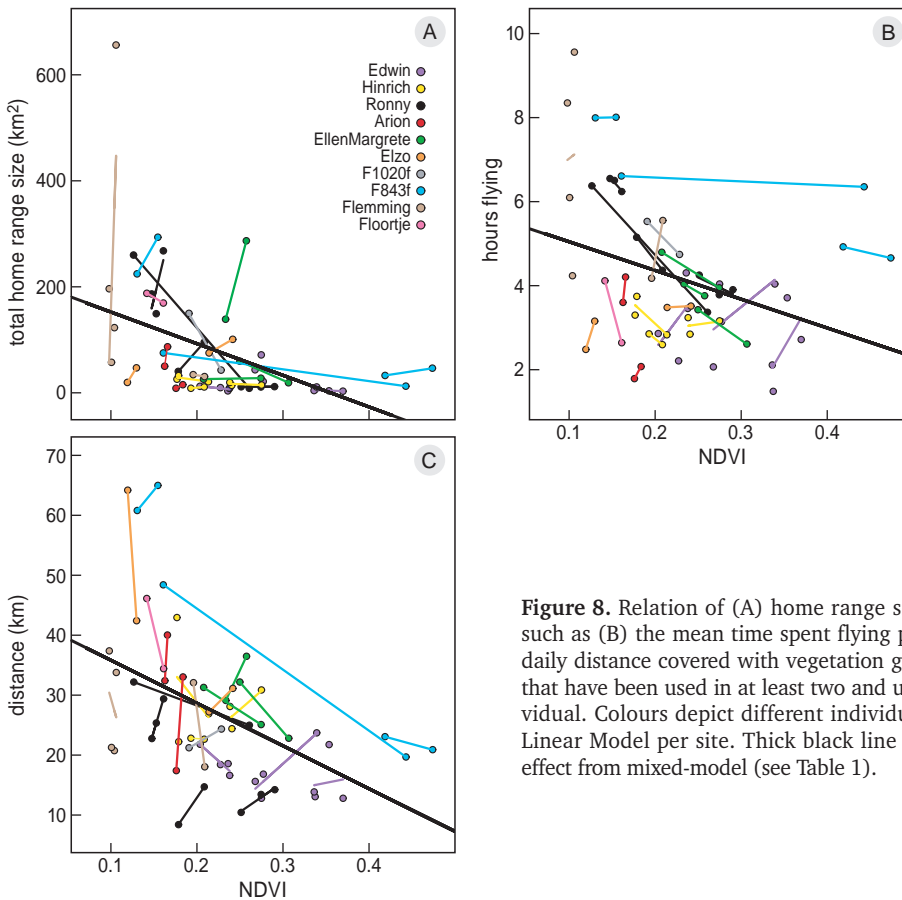 A
total home range size (km²)
600
400
200
0
Edwin
Hinrich
Ronny
Arion
EllenMargrete
Elzo
F1020f
F843f
Flemming
Floortje
B
hours flying
10
8
6
4
2
0.1 0.2 0.3 0.4
NDVI
C
distance (km)
70
60
50
40
30
20
10
0.1 0.2 0.3 0.4
NDVI
Figure 8. Relation of (A) home range s
such as (B) the mean time spent flying p
daily distance covered with vegetation g
that have been used in at least two and u
vidual. Colours depict different individu
Linear Model per site. Thick black line
effect from mixed-model (see Table 1).